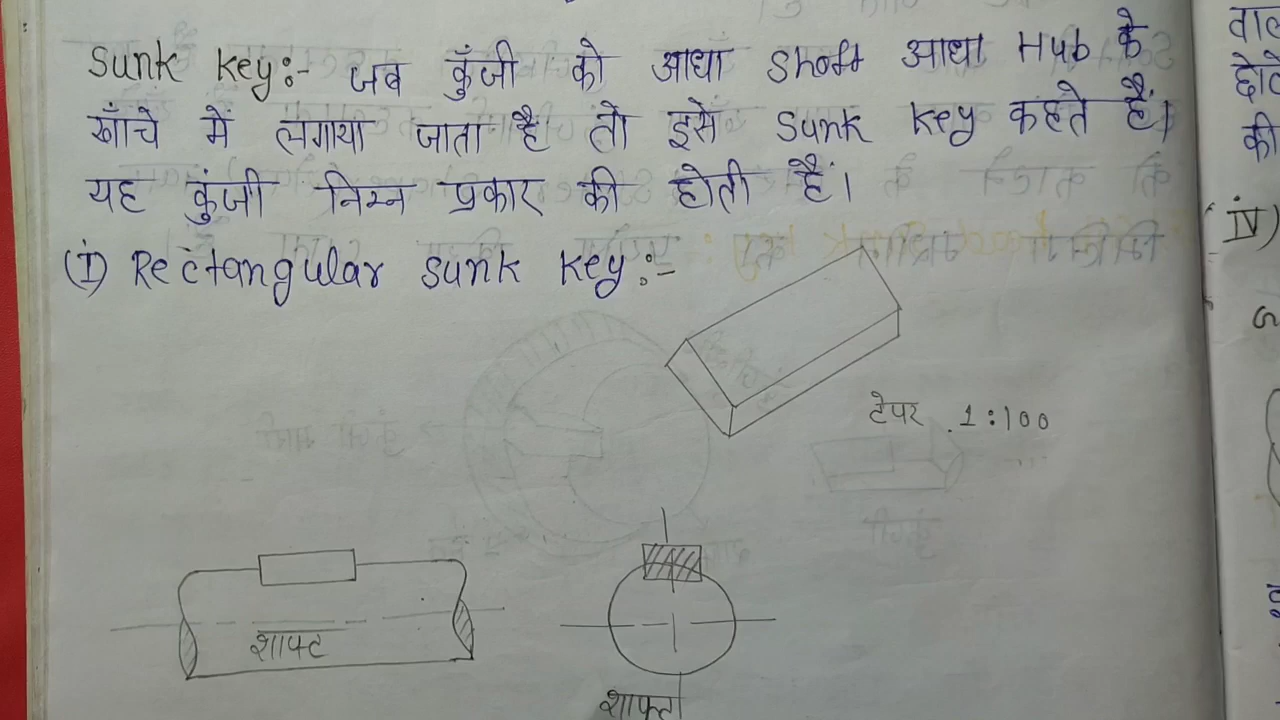 Sunk Key:- जब कुँजी को आधा Shaft आधा Hub के
खाँचे में लगाया जाता है। तो इसे Sunk Key कहते हैं।
यह कुंजी निम्न प्रकार की होती हैं।
(I) Rectangular Sunk Key:-
टेपर 1:100
शाफ्ट
शाफ्ट
की
(IV)